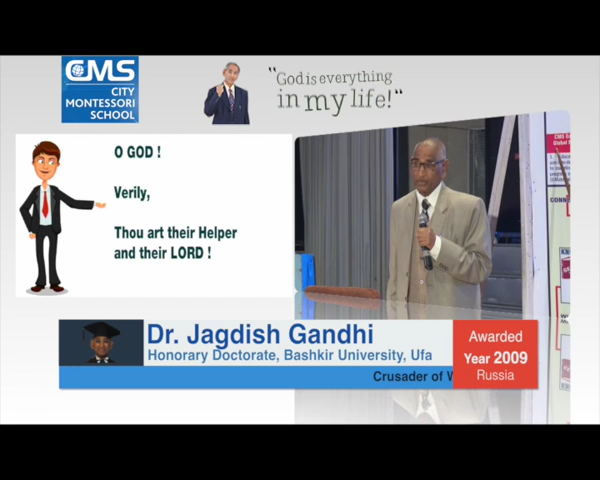 CMS
CITY
MONTESSORI
SCHOOL
"God is everything
in my life!"
O GOD !
Verily,
Thou art their Helper
and their LORD !
Dr. Jagdish Gandhi
Honorary Doctorate, Bashkir University, Ufa
Crusader of W
Awarded
Year 2009
Russia